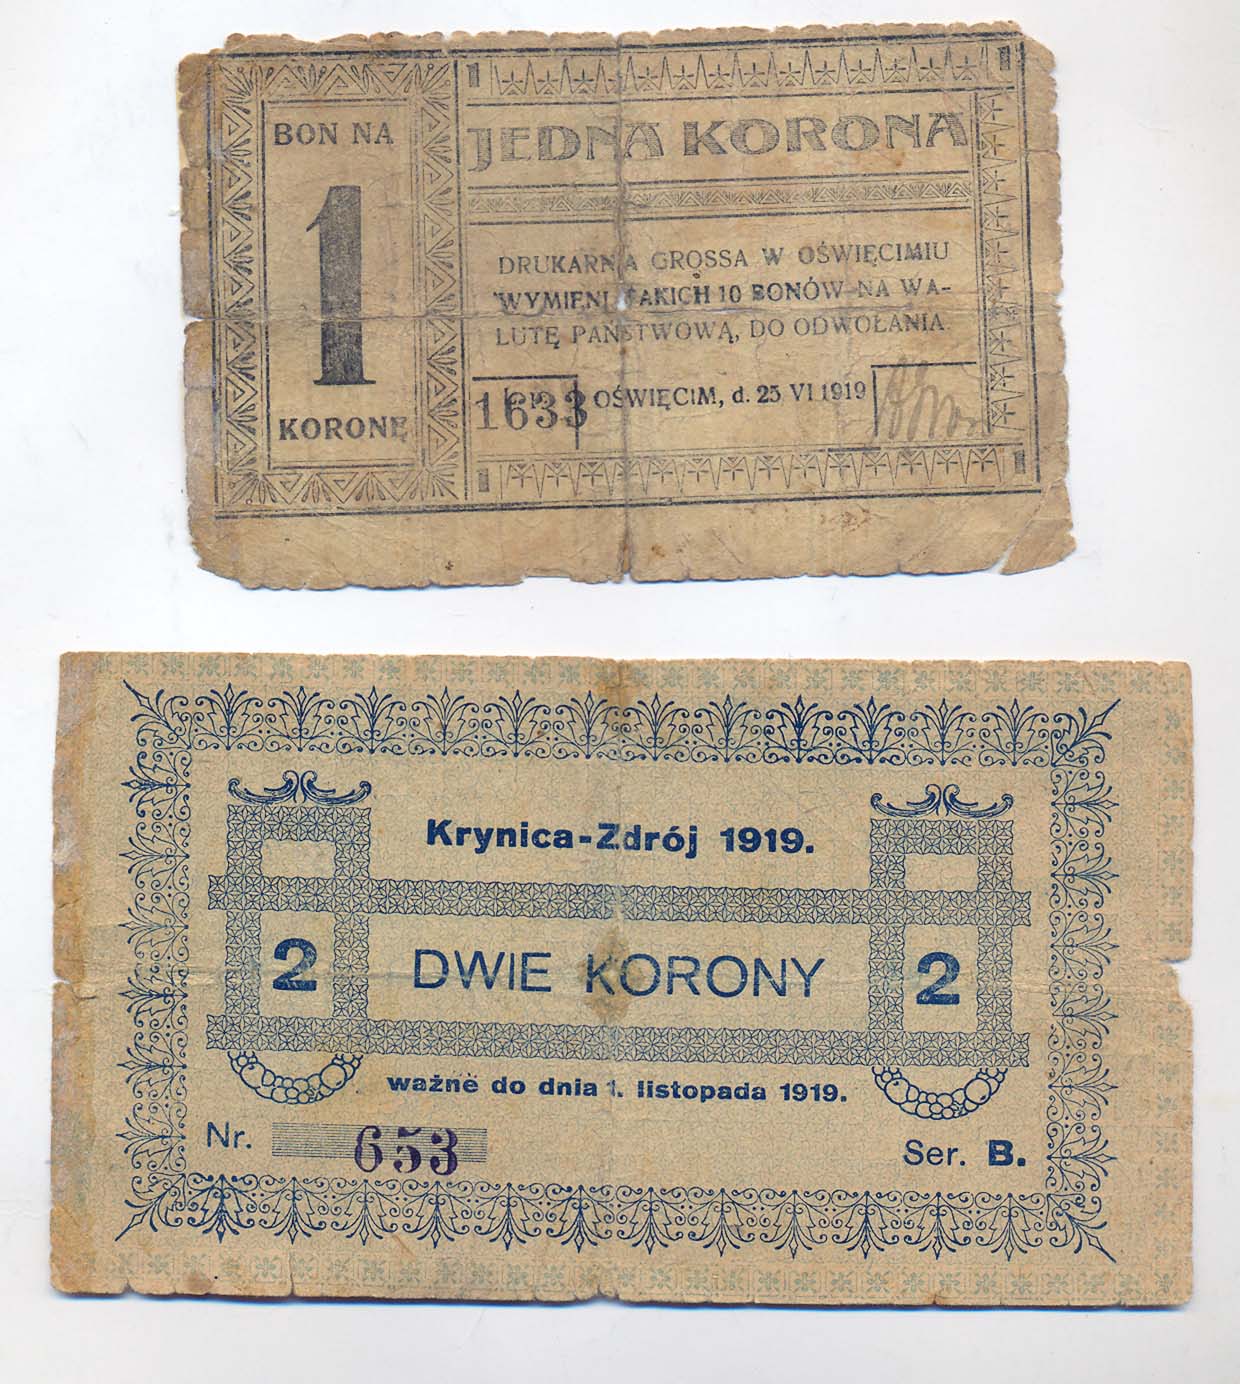 BON NA
1
KORONĘ
JEDNA KORONA
DRUKARNIA GROSSA W OŚWIĘCIMIU
WYMIENI TAKICH 10 BONÓW NA WA-
LUTĘ PAŃSTWOWĄ, DO ODWOŁANIA
1633 OŚWIĘCIM, d. 25 VI 1919
Krynica-Zdrój 1919.
2 DWIE KORONY 2
ważne do dnia 1. listopada 1919.
Nr. 653 Ser. B.